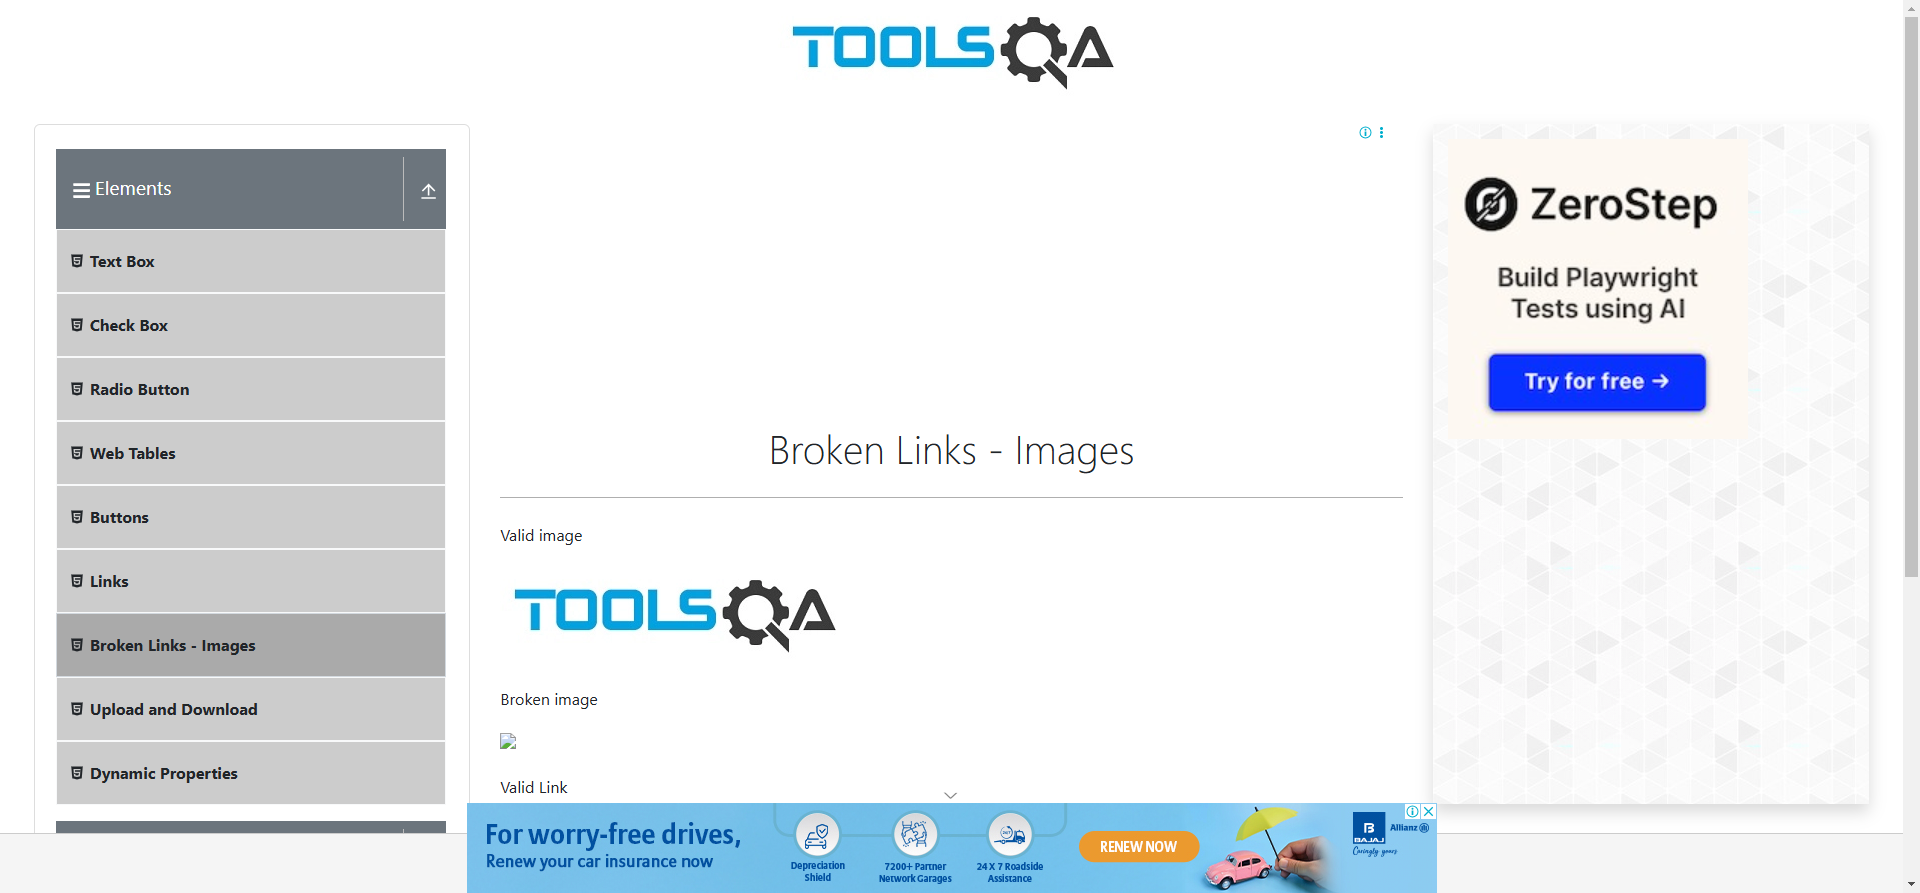 TOOLSQA
Elements
Text Box
Check Box
Radio Button
Web Tables
Buttons
Links
Broken Links - Images
Upload and Download
Dynamic Properties
Broken Links - Images
Valid image
TOOLSQA
Broken image
Valid Link
ZeroStep
Build Playwright
Tests using AI
Try for free →
For worry-free drives,
Renew your car insurance now
Depreciation
Shield
7200+ Partner
Network Garages
24 X 7 Roadside
Assistance
RENEW NOW
B
BAJAJ
Allianz
Caringly yours